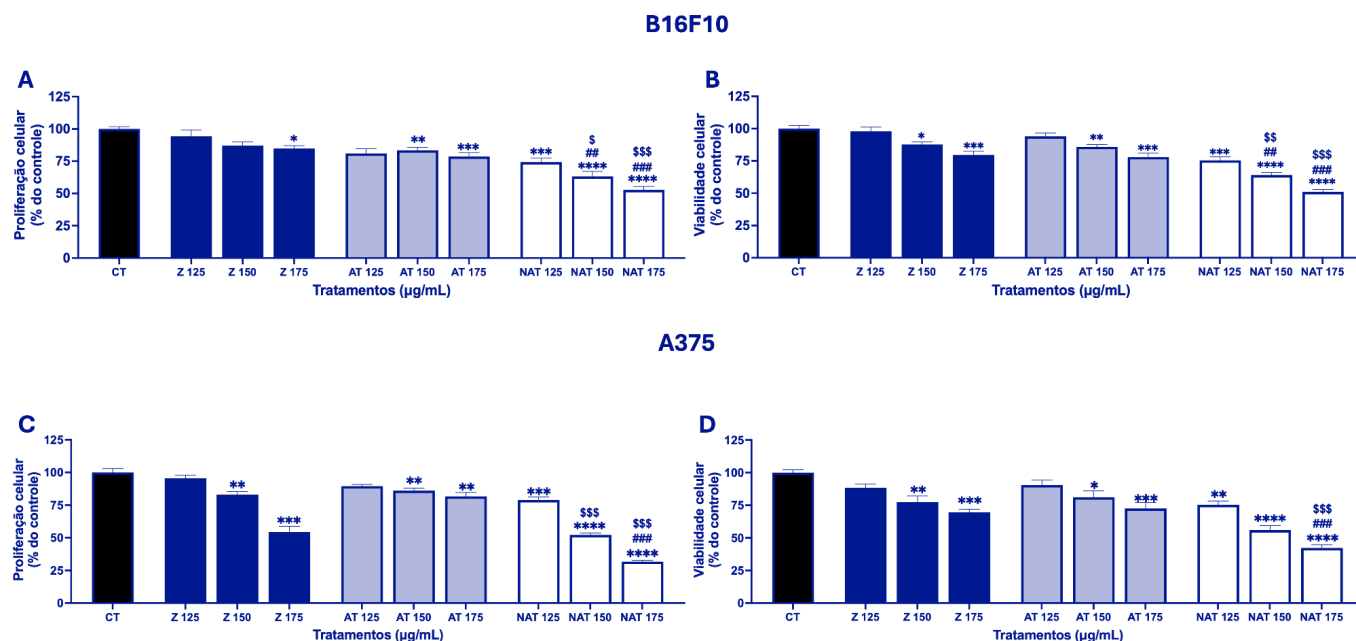 B16F10
A
Proliferação celular
(% do controle)
125
100
75
50
25
0
*
**
***
***
$
##
****
$$$
###
****
CT
Z 125
Z 150
Z 175
AT 125
AT 150
AT 175
NAT 125
NAT 150
NAT 175
Tratamentos (µg/mL)
B
Viabilidade celular
(% do controle)
125
100
75
50
25
0
*
***
**
***
***
$$
##
****
$$$
###
****
CT
Z 125
Z 150
Z 175
AT 125
AT 150
AT 175
NAT 125
NAT 150
NAT 175
Tratamentos (µg/mL)
A375
C
Proliferação celular
(% do controle)
125
100
75
50
25
0
**
***
**
**
***
$$$
****
$$$
###
****
CT
Z 125
Z 150
Z 175
AT 125
AT 150
AT 175
NAT 125
NAT 150
NAT 175
Tratamentos (µg/mL)
D
Viabilidade celular
(% do controle)
125
100
75
50
25
0
**
***
*
***
**
****
$$$
###
****
CT
Z 125
Z 150
Z 175
AT 125
AT 150
AT 175
NAT 125
NAT 150
NAT 175
Tratamentos (µg/mL)